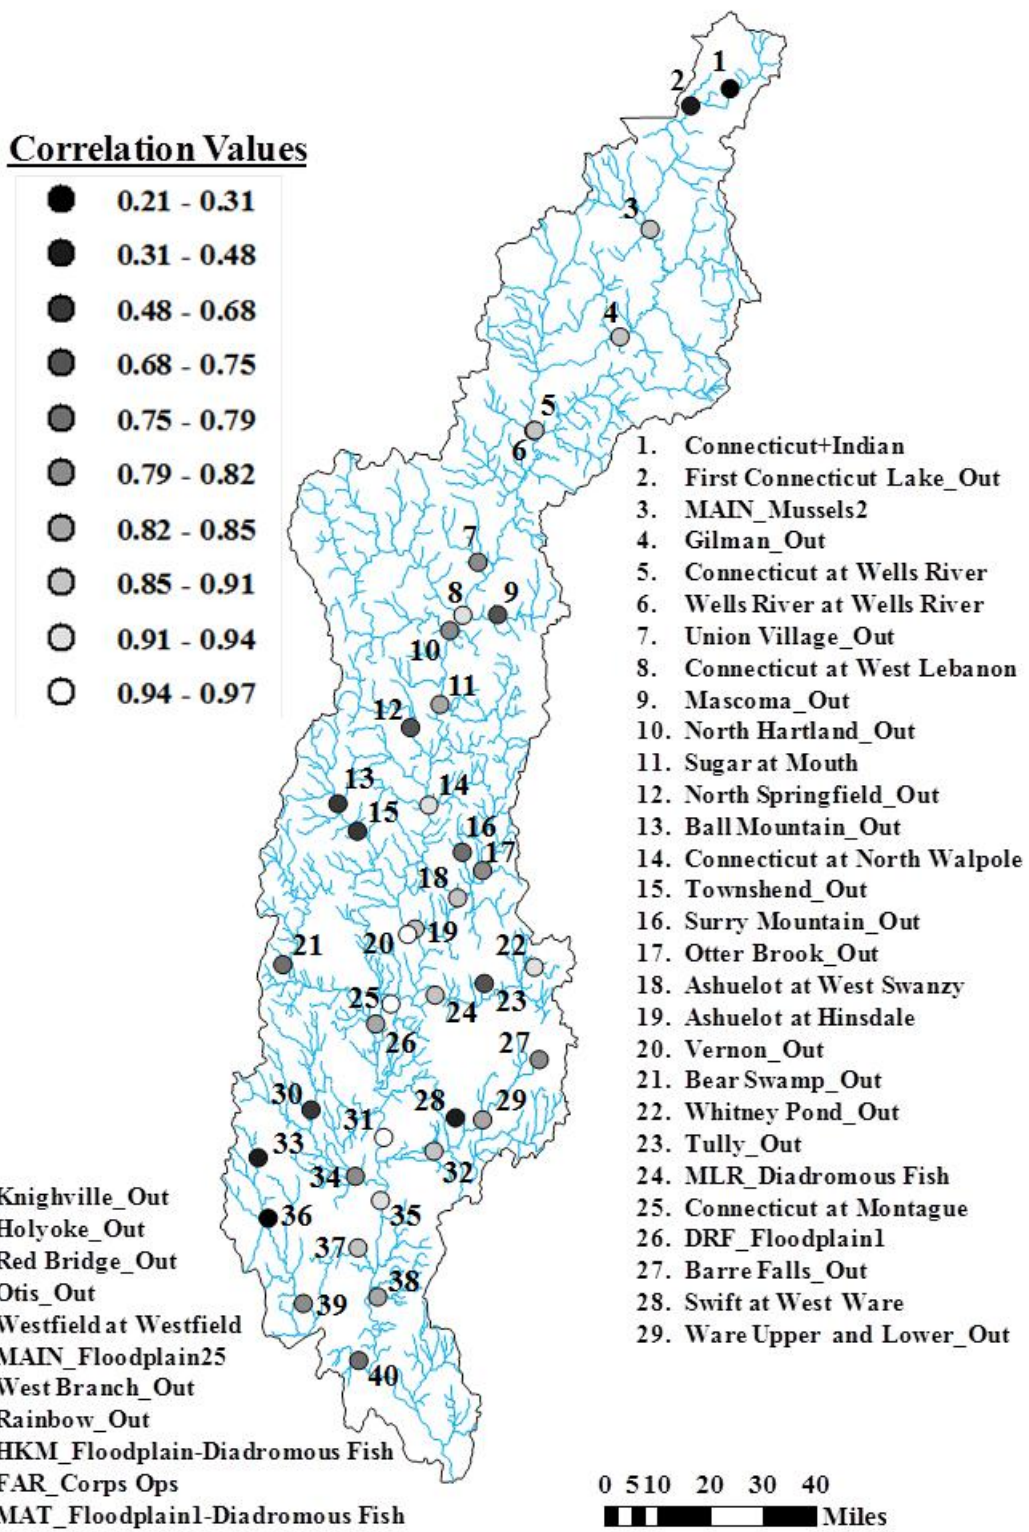 1
2
Correlation Values
0.21 - 0.31
0.31 - 0.48
0.48 - 0.68
0.68 - 0.75
0.75 - 0.79
0.79 - 0.82
0.82 - 0.85
0.85 - 0.91
0.91 - 0.94
0.94 - 0.97
3
4
5
6
7
8
9
10
11
12
13
14
15
16
17
18
19
20
21
22
23
24
25
26
27
28
29
30
31
32
33
34
35
36
37
38
39
40
1. Connecticut+Indian
2. First Connecticut Lake_Out
3. MAIN_Mussels2
4. Gilman_Out
5. Connecticut at Wells River
6. Wells River at Wells River
7. Union Village_Out
8. Connecticut at West Lebanon
9. Mascoma_Out
10. North Hartland_Out
11. Sugar at Mouth
12. North Springfield_Out
13. Ball Mountain_Out
14. Connecticut at North Walpole
15. Townshend_Out
16. Surry Mountain_Out
17. Otter Brook_Out
18. Ashuelot at West Swanzy
19. Ashuelot at Hinsdale
20. Vernon_Out
21. Bear Swamp_Out
22. Whitney Pond_Out
23. Tully_Out
24. MLR_Diadromous Fish
25. Connecticut at Montague
26. DRF_Floodplain1
27. Barre Falls_Out
28. Swift at West Ware
29. Ware Upper and Lower_Out
Knighville_Out
Holyoke_Out
Red Bridge_Out
Otis_Out
Westfield at Westfield
MAIN_Floodplain25
West Branch_Out
Rainbow_Out
HKM_Floodplain-Diadromous Fish
FAR_Corps Ops
MAT_Floodplain1-Diadromous Fish
0 5 10 20 30 40
Miles